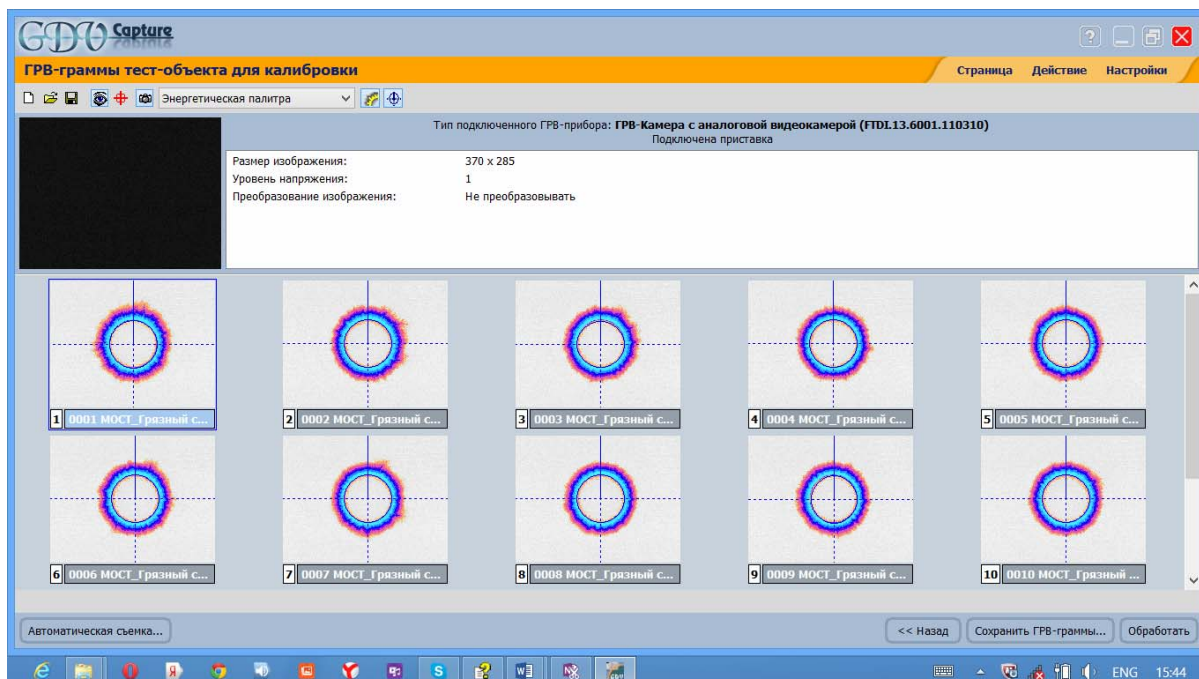 GDV Capture
ГРВ-граммы тест-объекта для калибровки
Страница Действие Настройки
Энергетическая палитра
Тип подключенного ГРВ-прибора: ГРВ-Камера с аналоговой видеокамерой (FTDI.13.6001.110310)
Подключена приставка
Размер изображения: 370 x 285
Уровень напряжения: 1
Преобразование изображения: Не преобразовывать
1 0001 МОСТ_Грязный с...
2 0002 МОСТ_Грязный с...
3 0003 МОСТ_Грязный с...
4 0004 МОСТ_Грязный с...
5 0005 МОСТ_Грязный с...
6 0006 МОСТ_Грязный с...
7 0007 МОСТ_Грязный с...
8 0008 МОСТ_Грязный с...
9 0009 МОСТ_Грязный с...
10 0010 МОСТ_Грязный ...
Автоматическая съемка...
<< Назад
Сохранить ГРВ-граммы...
Обработать
ENG 15:44